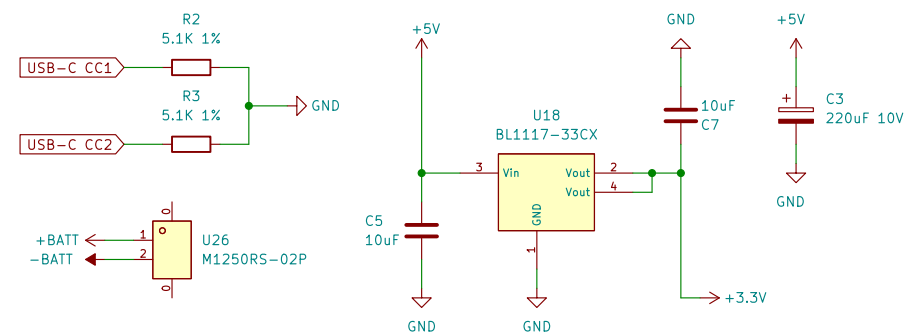 R2
5.1K 1%
USB-C CC1
R3
5.1K 1%
GND
USB-C CC2
+5V
GND
+5V
10uF
C7
C3
220uF 10V
+
U18
BL1117-33CX
3
Vin
Vout
2
Vout
4
GND
1
C5
10uF
GND
0
+BATT
1
-BATT
2
0
U26
M1250RS-02P
GND
GND
+3.3V